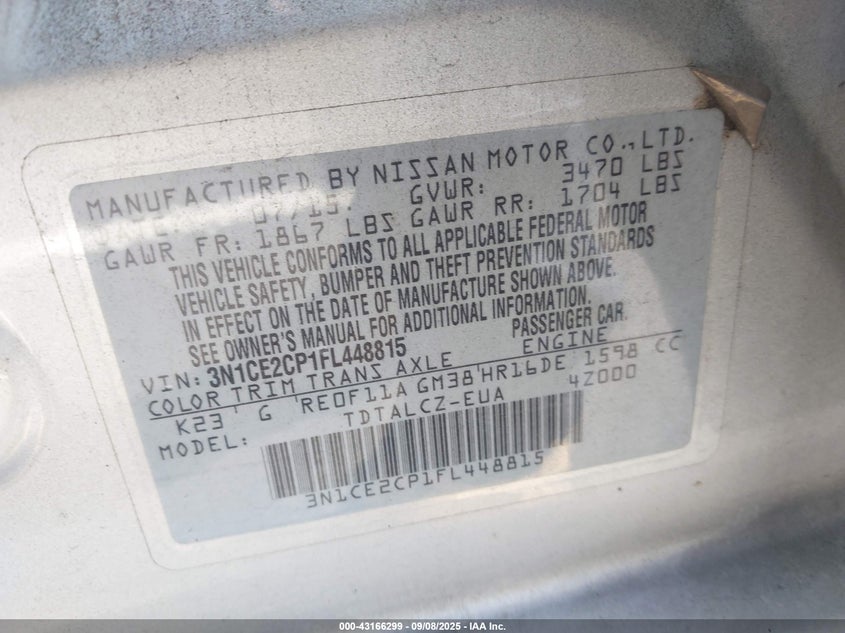 MANUFACTURED BY NISSAN MOTOR CO., LTD.
DATE: 07/15 GVWR: 3470 LBS
GAWR FR: 1867 LBS GAWR RR: 1704 LBS
THIS VEHICLE CONFORMS TO ALL APPLICABLE FEDERAL MOTOR
VEHICLE SAFETY, BUMPER AND THEFT PREVENTION STANDARDS
IN EFFECT ON THE DATE OF MANUFACTURE SHOWN ABOVE.
SEE OWNER'S MANUAL FOR ADDITIONAL INFORMATION.
VIN: 3N1CE2CP1FL448815 PASSENGER CAR.
COLOR TRIM TRANS AXLE ENGINE
K23 G RE0F11A GM38 HR16DE 1598 CC
MODEL: TDTALCZ-EUA 4Z000
3N1CE2CP1FL448815
000-43166299 - 09/08/2025 - IAA Inc.